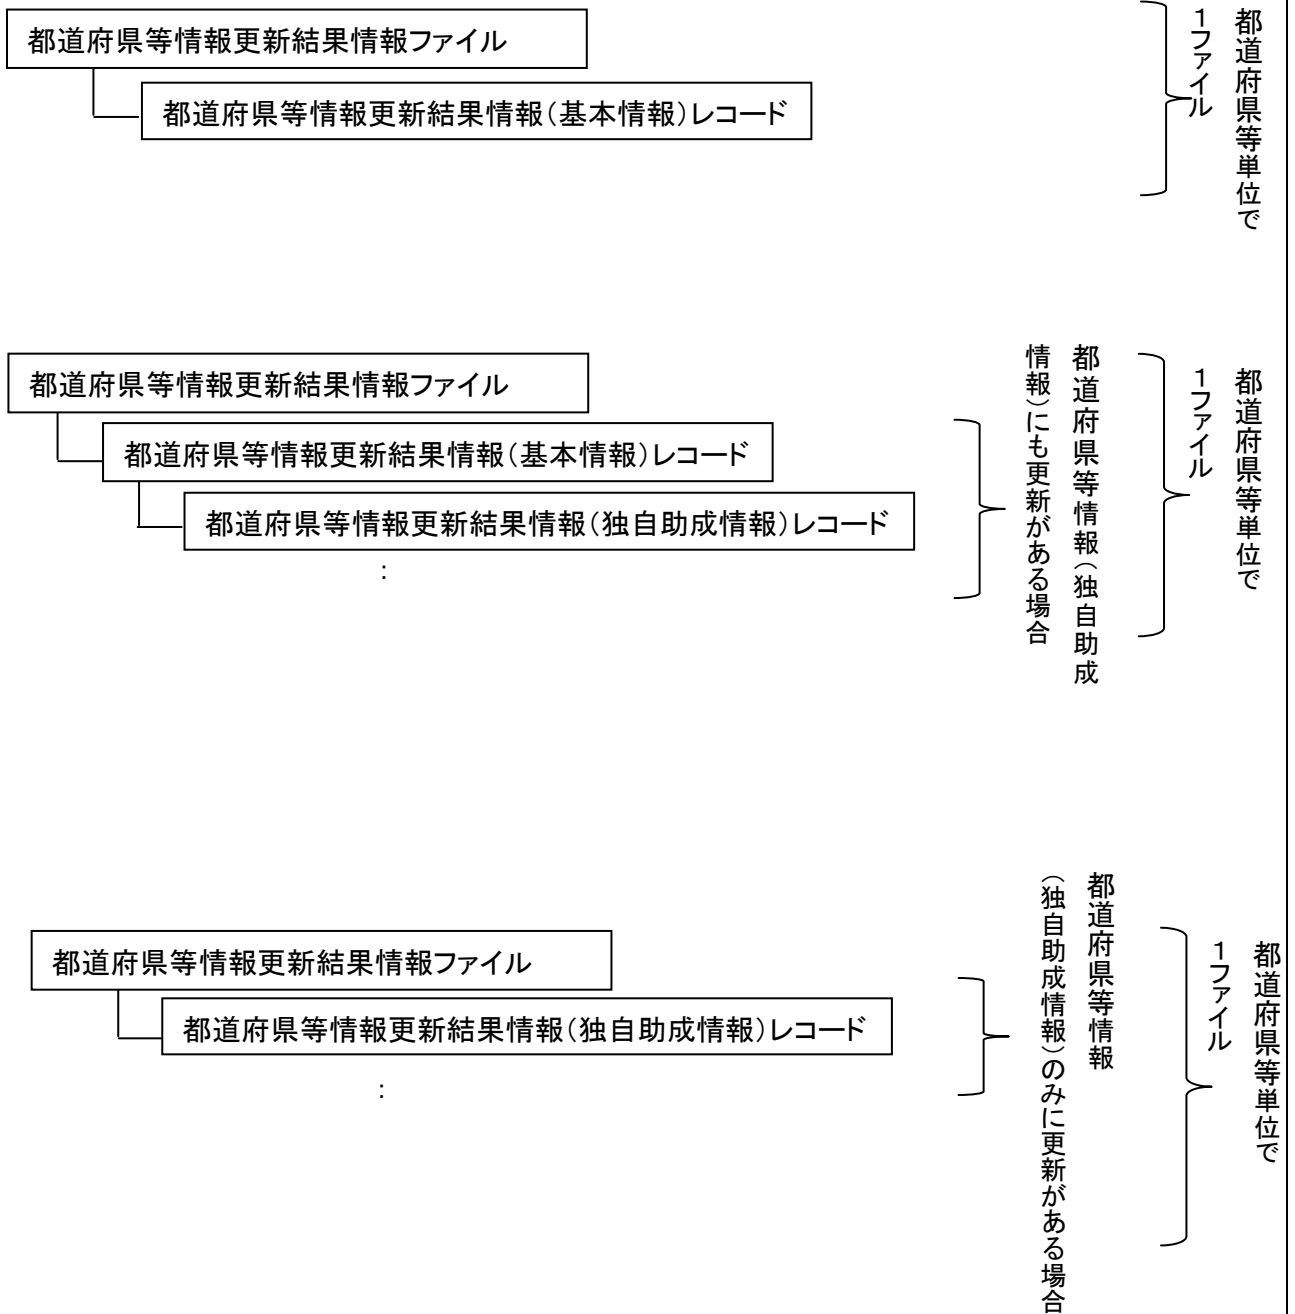 都道府県等情報更新結果情報ファイル
都道府県等情報更新結果情報（基本情報）レコード
都道府県等単位で
1ファイル
都道府県等情報更新結果情報ファイル
都道府県等情報更新結果情報（基本情報）レコード
都道府県等情報更新結果情報（独自助成情報）レコード
：
都道府県等情報（独自助成
情報）にも更新がある場合
都道府県等単位で
1ファイル
都道府県等情報更新結果情報ファイル
都道府県等情報更新結果情報（独自助成情報）レコード
：
都道府県等情報
（独自助成情報）のみに更新がある場合
都道府県等単位で
1ファイル